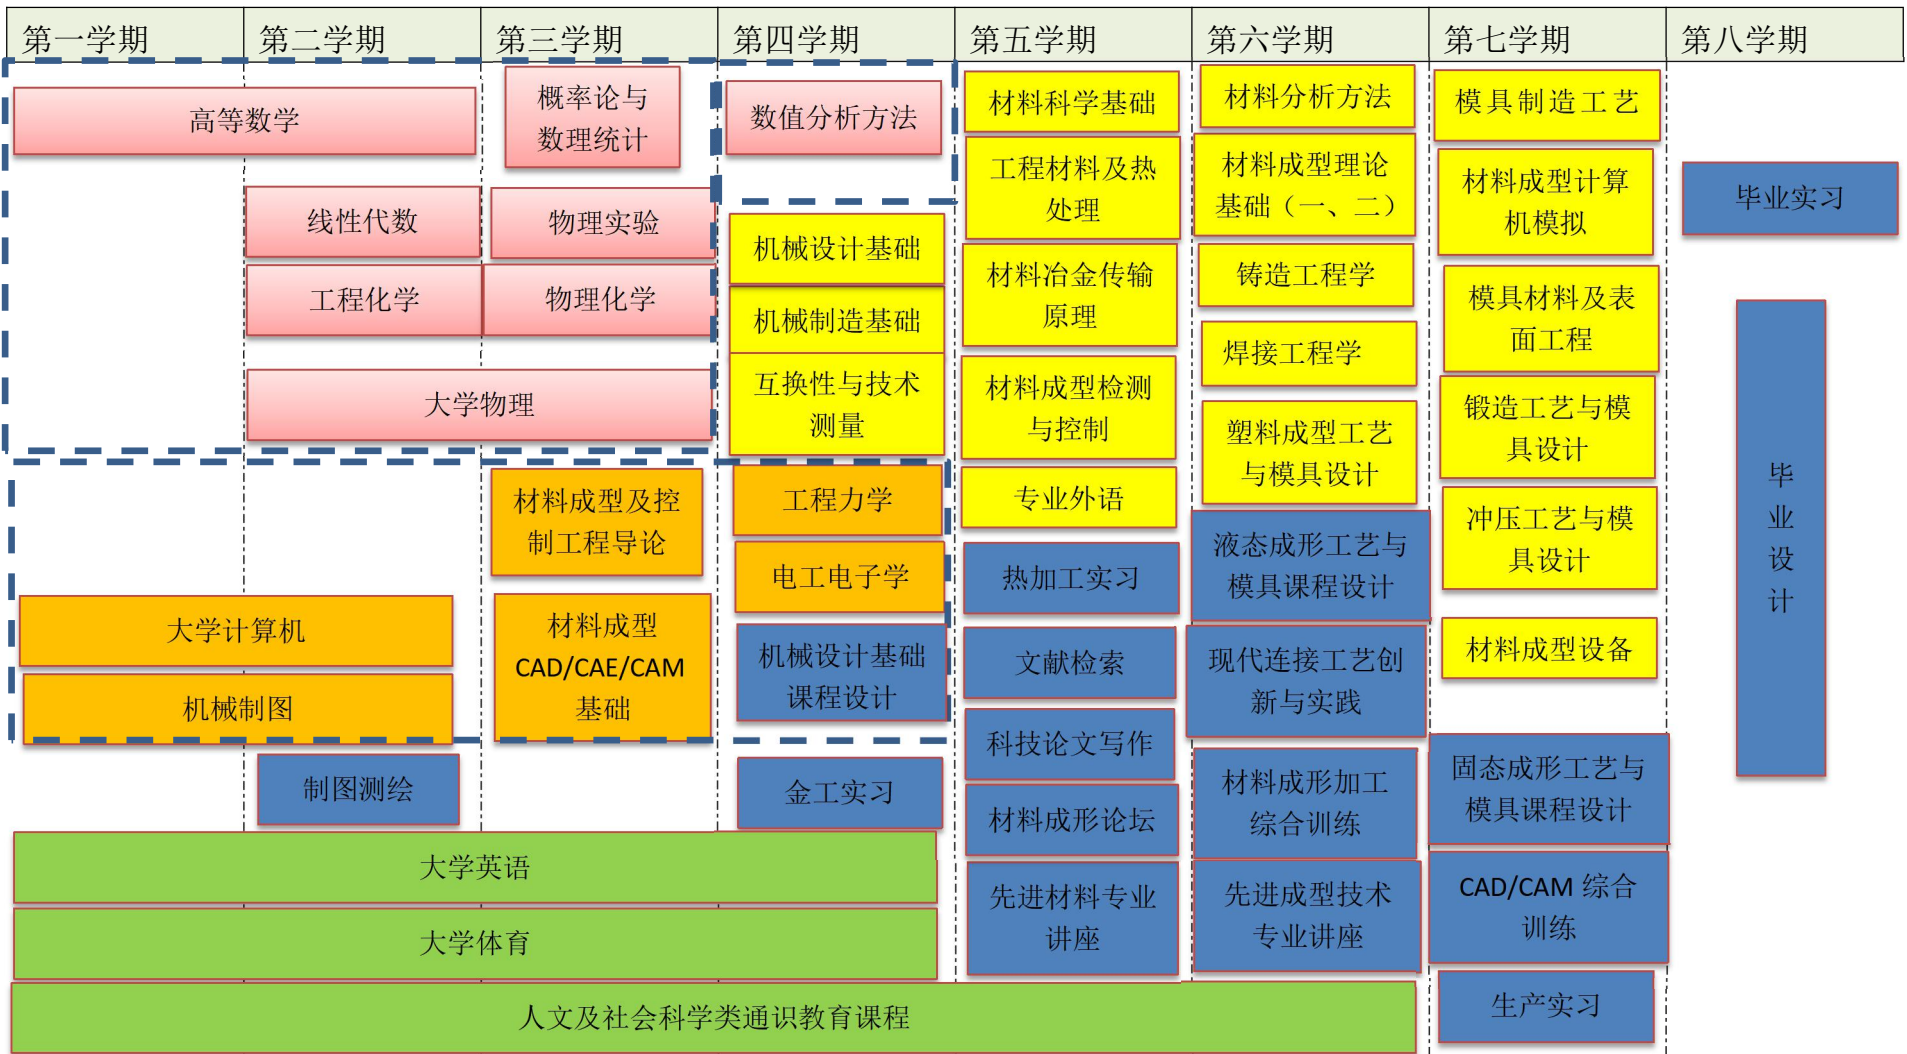 第一学期
第二学期
第三学期
第四学期
第五学期
第六学期
第七学期
第八学期
高等数学
线性代数
工程化学
大学物理
概率论与
数理统计
物理实验
物理化学
数值分析方法
机械设计基础
机械制造基础
互换性与技术
测量
材料科学基础
工程材料及热
处理
材料冶金传输
原理
材料成型检测
与控制
专业外语
热加工实习
文献检索
科技论文写作
材料成形论坛
先进材料专业
讲座
材料分析方法
材料成型理论
基础（一、二）
铸造工程学
焊接工程学
塑料成型工艺
与模具设计
液态成形工艺与
模具课程设计
现代连接工艺创
新与实践
材料成形加工
综合训练
先进成型技术
专业讲座
模具制造工艺
材料成型计算
机模拟
模具材料及表
面工程
锻造工艺与模
具设计
冲压工艺与模
具设计
材料成型设备
固态成形工艺与
模具课程设计
CAD/CAM 综合
训练
生产实习
毕业实习
毕
业
设
计
大学计算机
机械制图
制图测绘
材料成型及控
制工程导论
材料成型
CAD/CAE/CAM
基础
工程力学
电工电子学
机械设计基础
课程设计
金工实习
大学英语
大学体育
人文及社会科学类通识教育课程